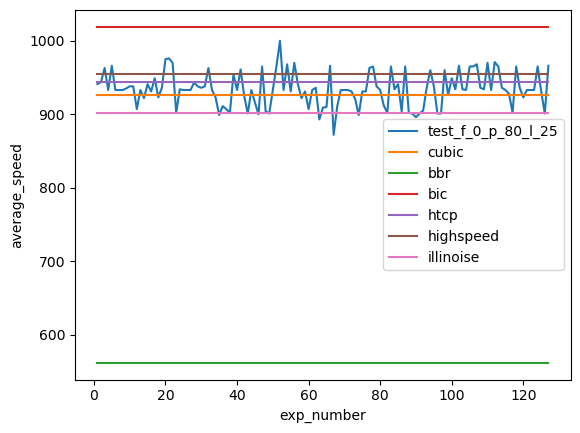 1000
900
800
700
600
average_speed
0
20
40
60
80
100
120
exp_number
test_f_0_p_80_l_25
cubic
bbr
bic
htcp
highspeed
illinoise